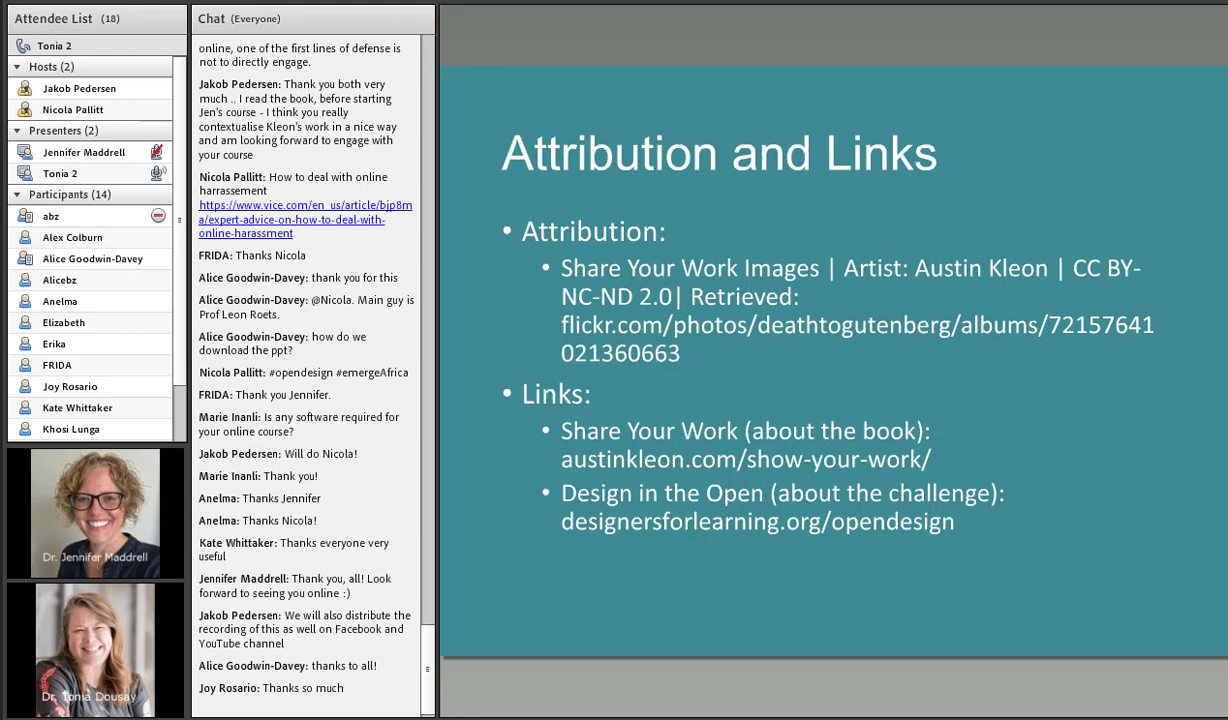 Attendee List (18)
Tonia 2
Hosts (2)
Jakob Pedersen
Nicola Pallitt
Presenters (2)
Jennifer Maddrell
Tonia 2
Participants (14)
abz
Alex Colburn
Alice Goodwin-Davey
Alicebz
Anelma
Elizabeth
Erika
FRIDA
Joy Rosario
Kate Whittaker
Khosi Lunga
Dr. Jennifer Maddrell
Dr. Tonia Dousay
Chat (Everyone)
online, one of the first lines of defense is
not to directly engage.
Jakob Pedersen: Thank you both very
much .. I read the book, before starting
Jen's course - I think you really
contextualise Kleon's work in a nice way
and am looking forward to engage with
your course
Nicola Pallitt: How to deal with online
harrassement
https://www.vice.com/en_us/article/bjp8m
a/expert-advice-on-how-to-deal-with-
online-harassment
FRIDA: Thanks Nicola
Alice Goodwin-Davey: thank you for this
Alice Goodwin-Davey: @Nicola. Main guy is
Prof Leon Roets.
Alice Goodwin-Davey: how do we
download the ppt?
Nicola Pallitt: #opendesign #emergeAfrica
FRIDA: Thank you Jennifer.
Marie Inanli: Is any software required for
your online course?
Jakob Pedersen: Will do Nicola!
Marie Inanli: Thank you!
Anelma: Thanks Jennifer
Anelma: Thanks Nicola!
Kate Whittaker: Thanks everyone very
useful
Jennifer Maddrell: Thank you, all! Look
forward to seeing you online :)
Jakob Pedersen: We will also distribute the
recording of this as well on Facebook and
YouTube channel
Alice Goodwin-Davey: thanks to all!
Joy Rosario: Thanks so much
Attribution and Links
• Attribution:
• Share Your Work Images | Artist: Austin Kleon | CC BY-
NC-ND 2.0| Retrieved:
flickr.com/photos/deathtogutenberg/albums/72157641
021360663
• Links:
• Share Your Work (about the book):
austinkleon.com/show-your-work/
• Design in the Open (about the challenge):
designersforlearning.org/opendesign